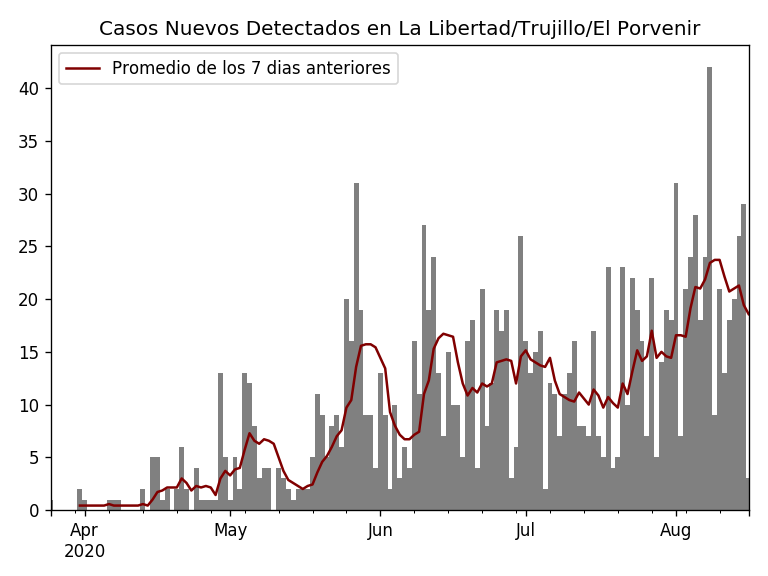 Casos Nuevos Detectados en La Libertad/Trujillo/El Porvenir
Promedio de los 7 dias anteriores
40
35
30
25
20
15
10
5
0
Apr
2020
May
Jun
Jul
Aug